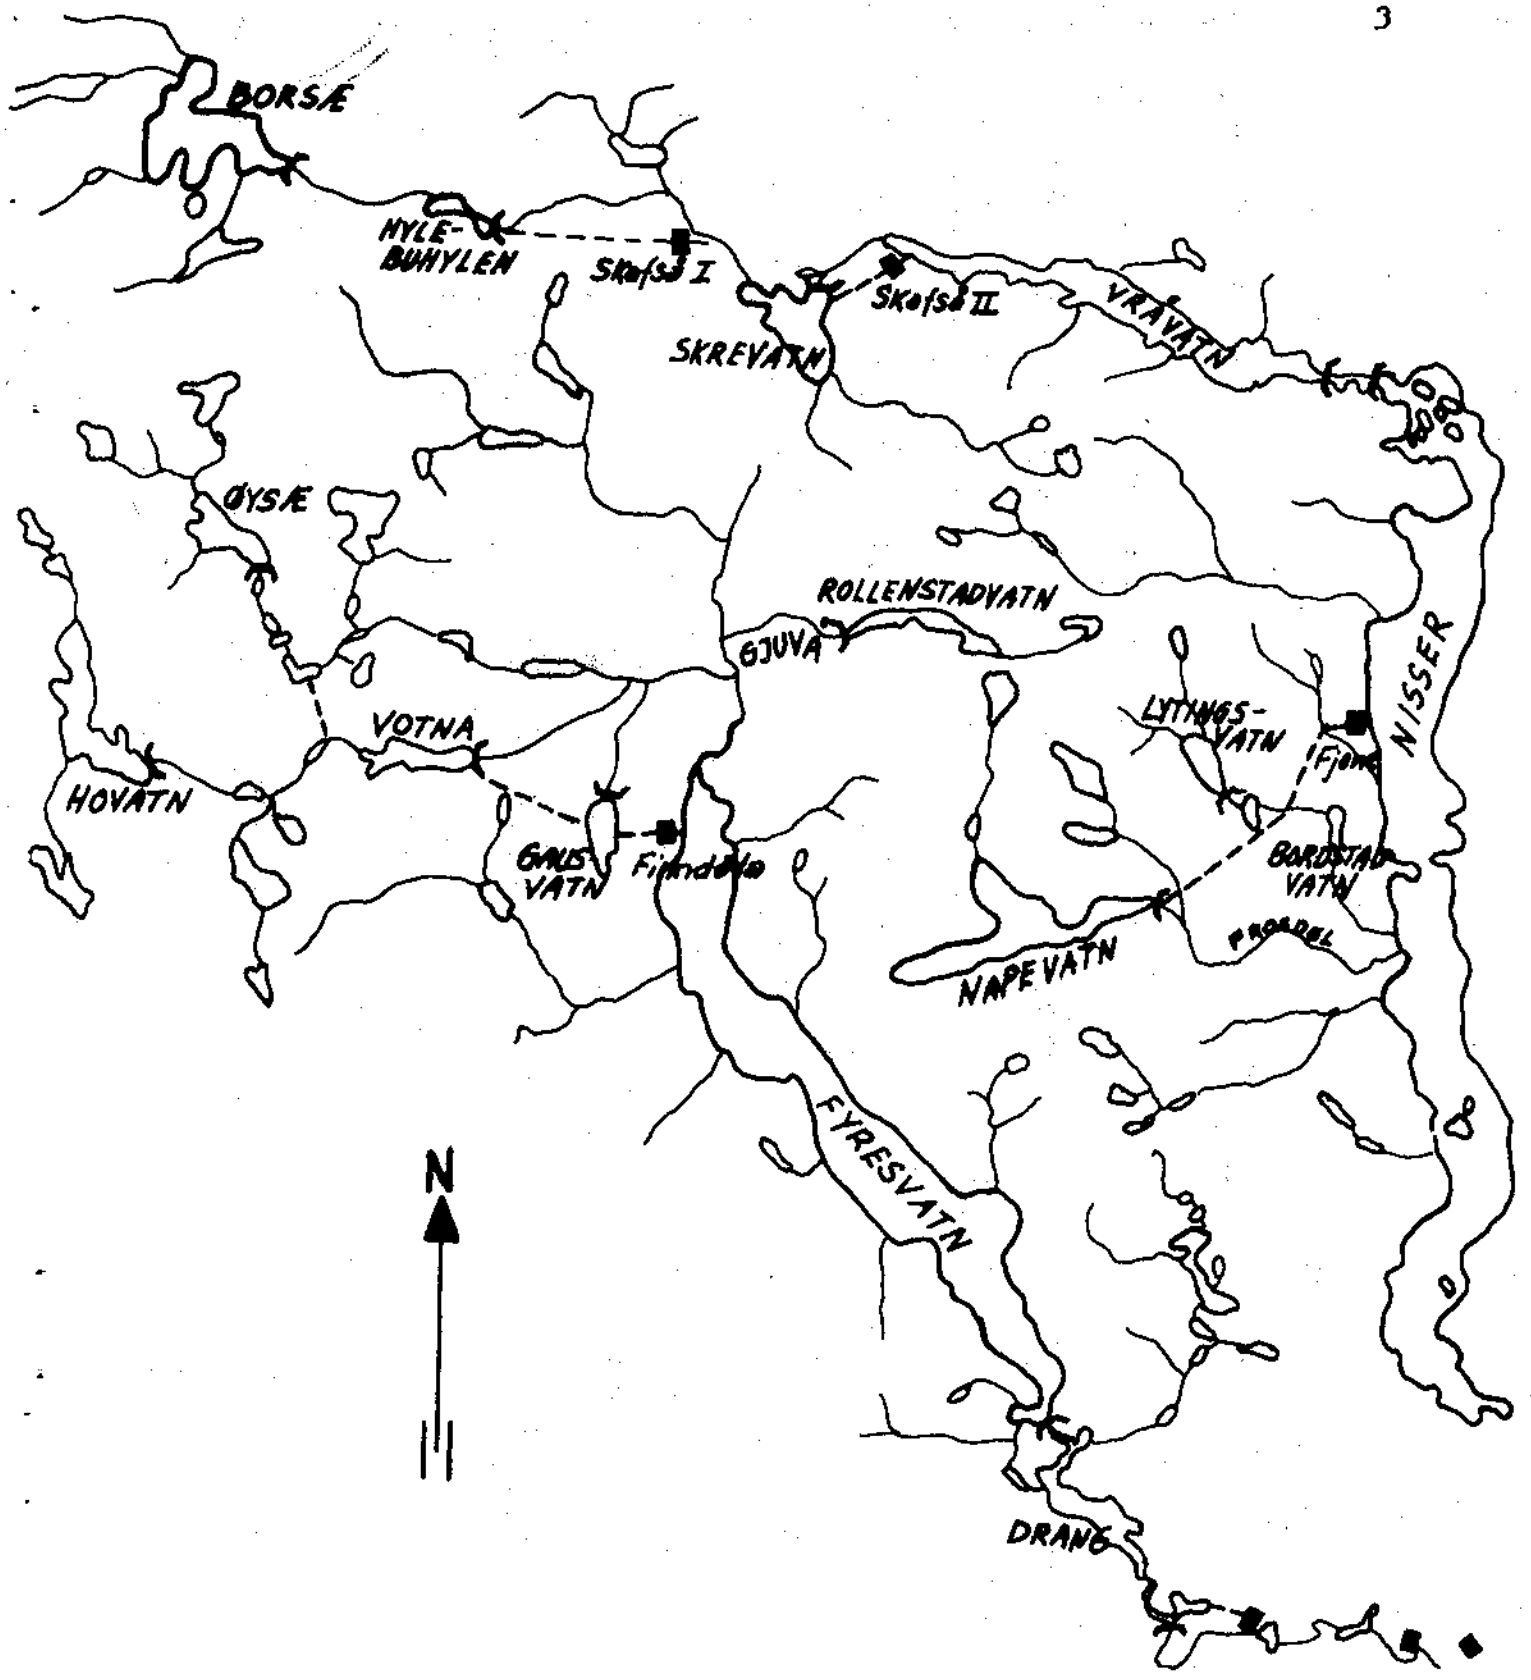 3
BORSÆ
HYLE-
BUHYLEN
Skafså I
Skafså II
VRÅVATN
SKREVATN
ØYSÆ
ROLLENSTADVATN
GJUVA
NISSER
LYTINGS-
VATN
Fjone
VOTNA
HOVATN
GAUS-
VATN
Finndøla
BORDSTAD
VATN
NAPEVATN
FYRESVATN
N
DRANG